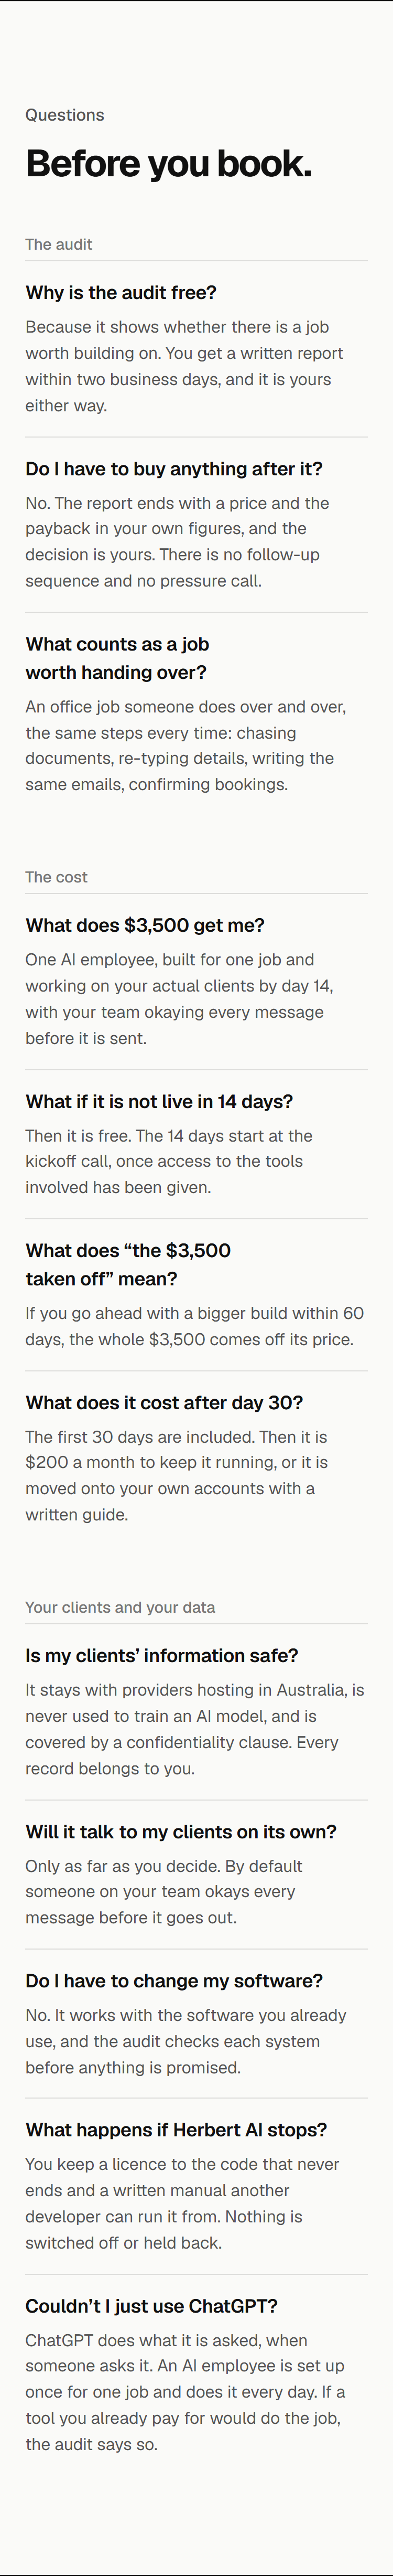 Questions
Before you book.
The audit
Why is the audit free?
Because it shows whether there is a job
worth building on. You get a written report
within two business days, and it is yours
either way.
Do I have to buy anything after it?
No. The report ends with a price and the
payback in your own figures, and the
decision is yours. There is no follow-up
sequence and no pressure call.
What counts as a job
worth handing over?
An office job someone does over and over,
the same steps every time: chasing
documents, re-typing details, writing the
same emails, confirming bookings.
The cost
What does $3,500 get me?
One AI employee, built for one job and
working on your actual clients by day 14,
with your team okaying every message
before it is sent.
What if it is not live in 14 days?
Then it is free. The 14 days start at the
kickoff call, once access to the tools
involved has been given.
What does “the $3,500
taken off” mean?
If you go ahead with a bigger build within 60
days, the whole $3,500 comes off its price.
What does it cost after day 30?
The first 30 days are included. Then it is
$200 a month to keep it running, or it is
moved onto your own accounts with a
written guide.
Your clients and your data
Is my clients’ information safe?
It stays with providers hosting in Australia, is
never used to train an AI model, and is
covered by a confidentiality clause. Every
record belongs to you.
Will it talk to my clients on its own?
Only as far as you decide. By default
someone on your team okays every
message before it goes out.
Do I have to change my software?
No. It works with the software you already
use, and the audit checks each system
before anything is promised.
What happens if Herbert AI stops?
You keep a licence to the code that never
ends and a written manual another
developer can run it from. Nothing is
switched off or held back.
Couldn’t I just use ChatGPT?
ChatGPT does what it is asked, when
someone asks it. An AI employee is set up
once for one job and does it every day. If a
tool you already pay for would do the job,
the audit says so.